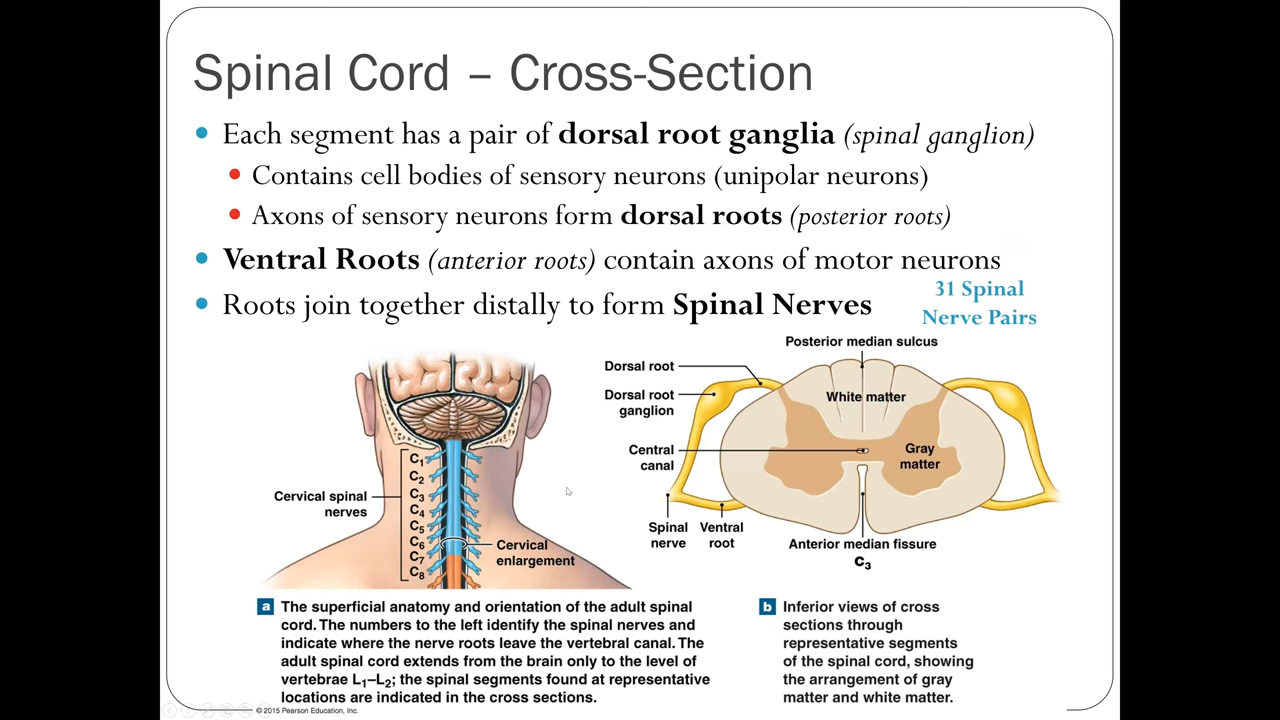 Spinal Cord – Cross-Section
• Each segment has a pair of dorsal root ganglia (spinal ganglion)
• Contains cell bodies of sensory neurons (unipolar neurons)
• Axons of sensory neurons form dorsal roots (posterior roots)
• Ventral Roots (anterior roots) contain axons of motor neurons
• Roots join together distally to form Spinal Nerves
31 Spinal
Nerve Pairs
C1
C2
C3
C4
C5
C6
C7
C8
Cervical spinal
nerves
Cervical
enlargement
Posterior median sulcus
Dorsal root
Dorsal root
ganglion
White matter
Central
canal
Gray
matter
Spinal
nerve
Ventral
root
Anterior median fissure
C3
a The superficial anatomy and orientation of the adult spinal
cord. The numbers to the left identify the spinal nerves and
indicate where the nerve roots leave the vertebral canal. The
adult spinal cord extends from the brain only to the level of
vertebrae L1–L2; the spinal segments found at representative
locations are indicated in the cross sections.
b Inferior views of cross
sections through
representative segments
of the spinal cord, showing
the arrangement of gray
matter and white matter.
© 2015 Pearson Education, Inc.